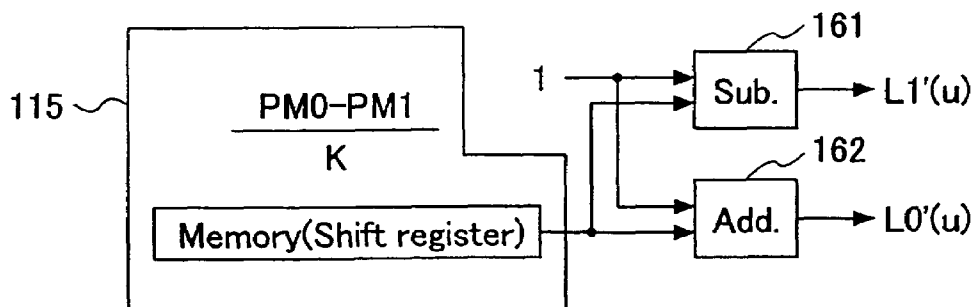 161
115
1
Sub.
L1'(u)
PM0-PM1
K
162
Memory(Shift register)
Add.
L0'(u)